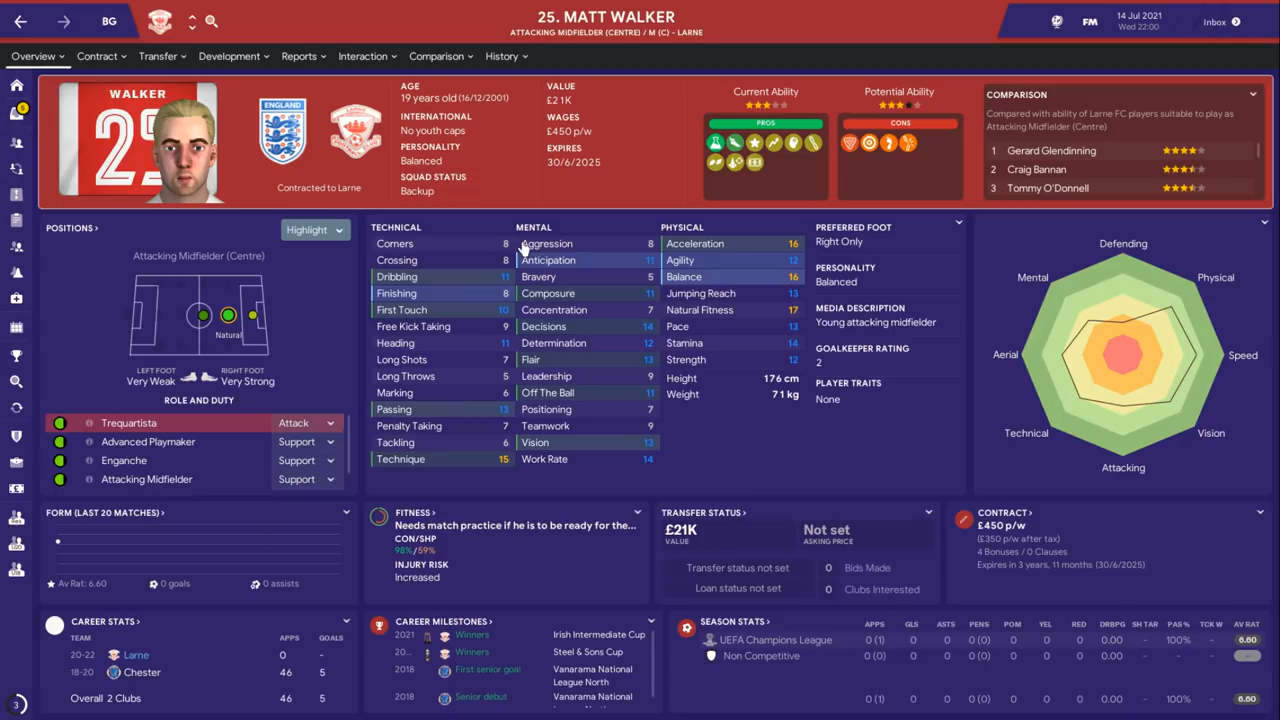 BG
25. MATT WALKER
ATTACKING MIDFIELDER (CENTRE) / M (C) - LARNE
FM
14 Jul 2021
Wed 22:00
Inbox
Overview
Contract
Transfer
Development
Reports
Interaction
Comparison
History
WALKER
ENGLAND
Contracted to Larne
AGE
19 years old (16/12/2001)
INTERNATIONAL
No youth caps
PERSONALITY
Balanced
SQUAD STATUS
Backup
VALUE
£21K
WAGES
£450 p/w
EXPIRES
30/6/2025
Current Ability
PROS
Potential Ability
CONS
COMPARISON
Compared with ability of Larne FC players suitable to play as
Attacking Midfielder (Centre)
1 Gerard Glendinning
2 Craig Bannan
3 Tommy O'Donnell
POSITIONS
Highlight
Attacking Midfielder (Centre)
Natural
LEFT FOOT
Very Weak
RIGHT FOOT
Very Strong
ROLE AND DUTY
Trequartista Attack
Advanced Playmaker Support
Enganche Support
Attacking Midfielder Support
TECHNICAL
Corners 8
Crossing 8
Dribbling 11
Finishing 8
First Touch 10
Free Kick Taking 9
Heading 11
Long Shots 7
Long Throws 5
Marking 6
Passing 13
Penalty Taking 7
Tackling 6
Technique 15
MENTAL
Aggression 8
Anticipation 11
Bravery 5
Composure 11
Concentration 7
Decisions 14
Determination 12
Flair 13
Leadership 9
Off The Ball 11
Positioning 7
Teamwork 9
Vision 13
Work Rate 14
PHYSICAL
Acceleration 16
Agility 12
Balance 16
Jumping Reach 13
Natural Fitness 17
Pace 13
Stamina 14
Strength 12
Height 176 cm
Weight 71 kg
PREFERRED FOOT
Right Only
PERSONALITY
Balanced
MEDIA DESCRIPTION
Young attacking midfielder
GOALKEEPER RATING
2
PLAYER TRAITS
None
Defending
Mental
Physical
Aerial
Speed
Technical
Vision
Attacking
FORM (LAST 20 MATCHES)
Av Rat: 6.60
0 goals
0 assists
FITNESS
Needs match practice if he is to be ready for the...
CON/SHP
98%/59%
INJURY RISK
Increased
TRANSFER STATUS
£21K
VALUE
Not set
ASKING PRICE
Transfer status not set
0 Bids Made
Loan status not set
0 Clubs Interested
CONTRACT
£450 p/w
(£350 p/w after tax)
4 Bonuses / 0 Clauses
Expires in 3 years, 11 months (30/6/2025)
CAREER STATS
TEAM APPS GOALS
20-22 Larne 0 -
18-20 Chester 46 5
Overall 2 Clubs 46 5
CAREER MILESTONES
2021 Winners Irish Intermediate Cup
20... Winners Steel & Sons Cup
2018 First senior goal Vanarama National
League North
2018 Senior debut Vanarama National
SEASON STATS
APPS GLS ASTS PENS POM YEL RED DRBPG SH TAR PAS% TCK W AV RAT
UEFA Champions League 0 (1) 0 0 0 (0) 0 0 0 0.00 - 100% - 6.60
Non Competitive 0 (0) 0 0 0 (0) 0 0 0 0.00 - - - -
0 (1) 0 0 0 (0) 0 0 0 0.00 - 100% - 6.60
3